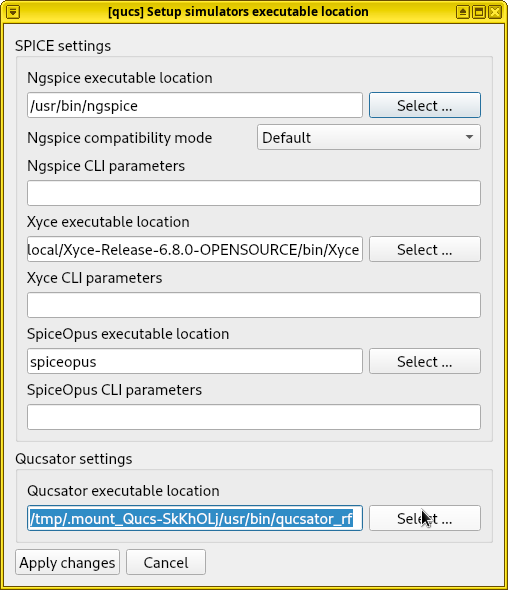 [qucs] Setup simulators executable location
SPICE settings
Ngspice executable location
/usr/bin/ngspice
Select ...
Ngspice compatibility mode
Default
Ngspice CLI parameters
Xyce executable location
local/Xyce-Release-6.8.0-OPENSOURCE/bin/Xyce
Select ...
Xyce CLI parameters
SpiceOpus executable location
spiceopus
Select ...
SpiceOpus CLI parameters
Qucsator settings
Qucsator executable location
/tmp/.mount_Qucs-SkKhOLj/usr/bin/qucsator_rf
Select ...
Apply changes
Cancel